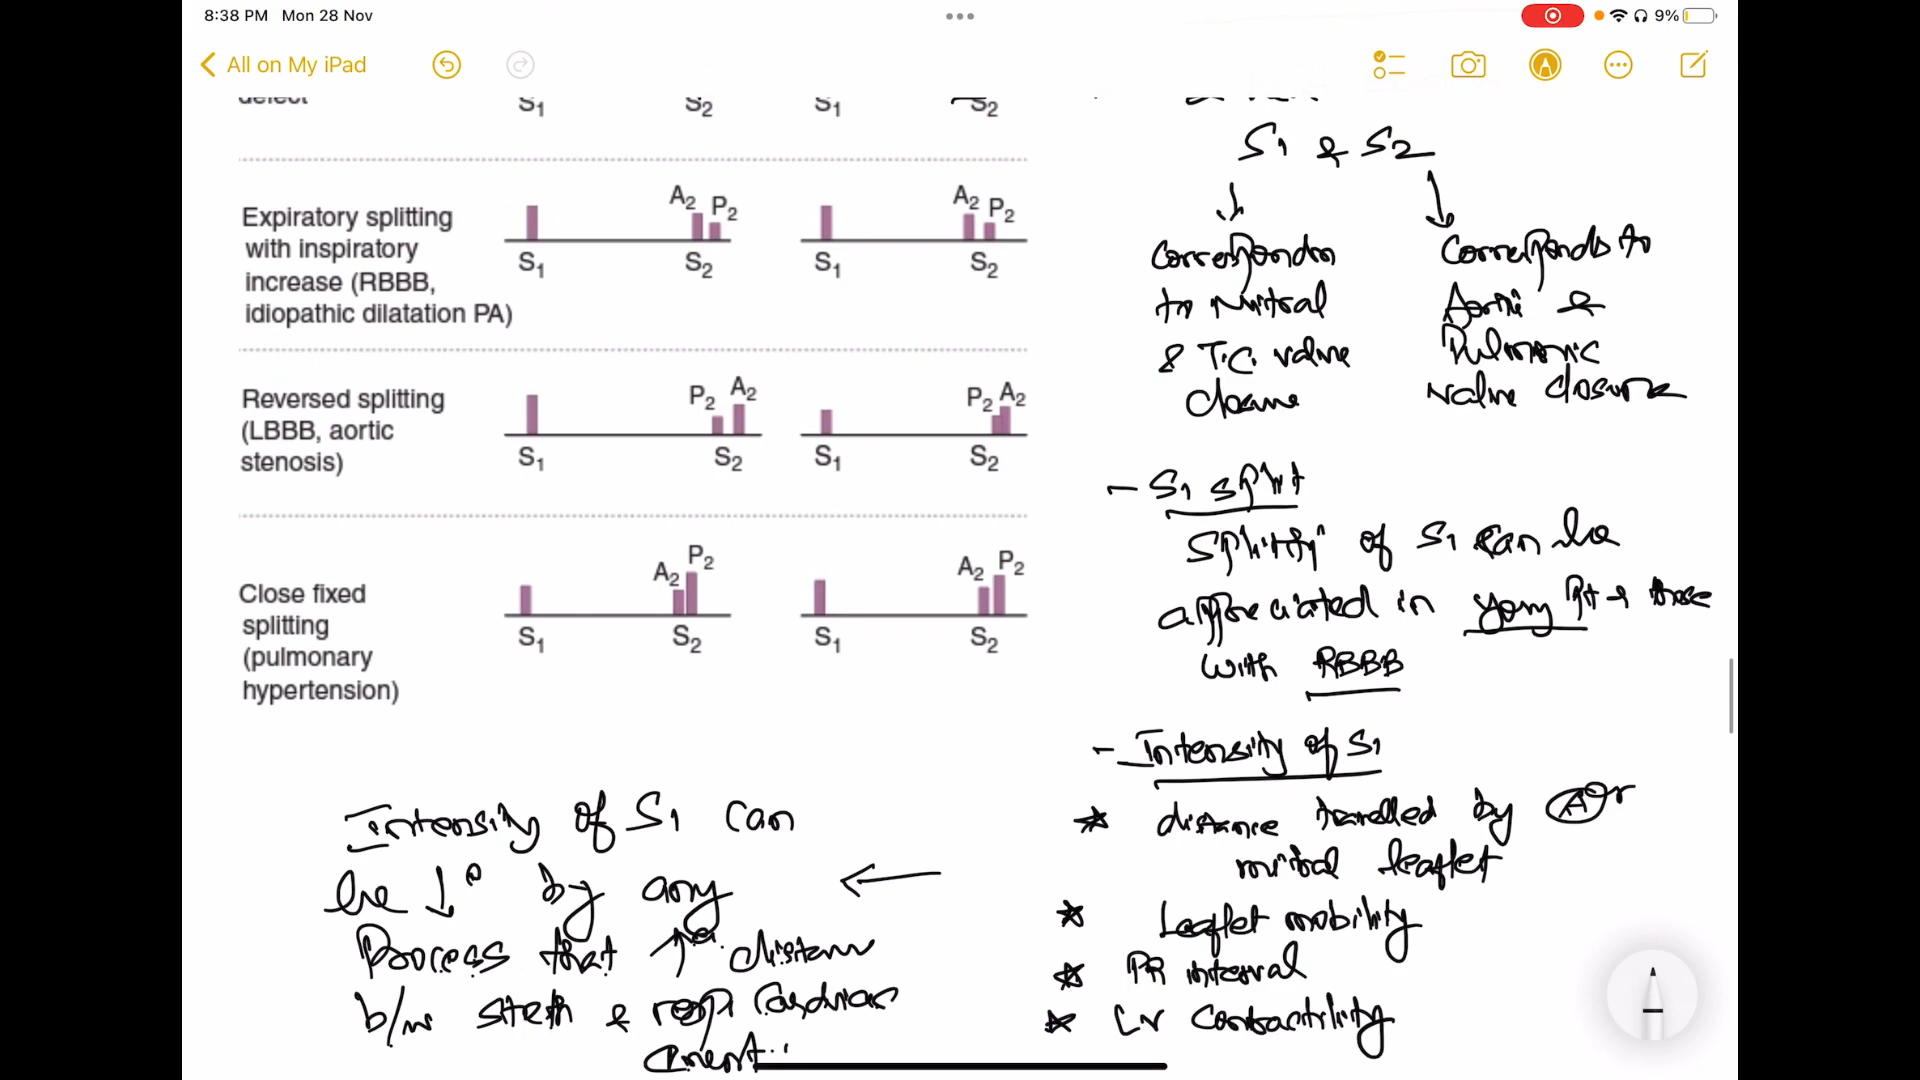 8:38 PM Mon 28 Nov
9%
All on My iPad
defect
S1 S2 S1 S2
Expiratory splitting
with inspiratory
increase (RBBB,
idiopathic dilatation PA)
A2 P2 A2 P2
S1 S2 S1 S2
Reversed splitting
(LBBB, aortic
stenosis)
P2 A2 P2 A2
S1 S2 S1 S2
Close fixed
splitting
(pulmonary
hypertension)
A2 P2 A2 P2
S1 S2 S1 S2
Intensity of S1 can
be ↓ by any
Process that ↑ distance
b/w steth & resp cardiac
event
S1 & S2
to Mitral
& T.C. valve
closure
Corresponds to
Aortic &
Pulmonic
valve closure
- S1 split
of S1 can be
appreciated in young Pt & those
with RBBB
- Intensity of S1
* distance travelled by Aor
mitral leaflet
* Leaflet mobility
* PR interval
* LV Contractility